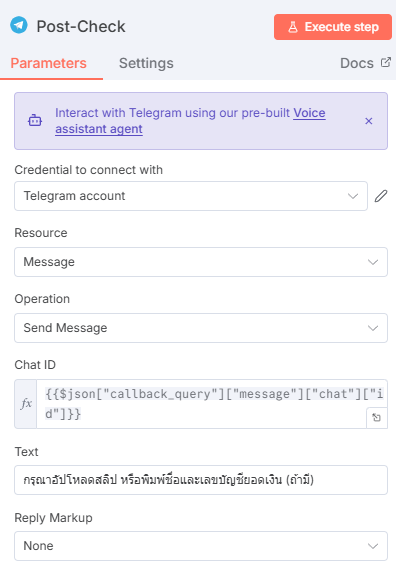 Post-Check
Execute step
Parameters
Settings
Docs
Interact with Telegram using our pre-built Voice
assistant agent
Credential to connect with
Telegram account
Resource
Message
Operation
Send Message
Chat ID
fx
{{$json["callback_query"]["message"]["chat"]["i
d"]}}
Text
กรุณาอัปโหลดสลิป หรือพิมพ์ชื่อและเลขบัญชียอดเงิน (ถ้ามี)
Reply Markup
None